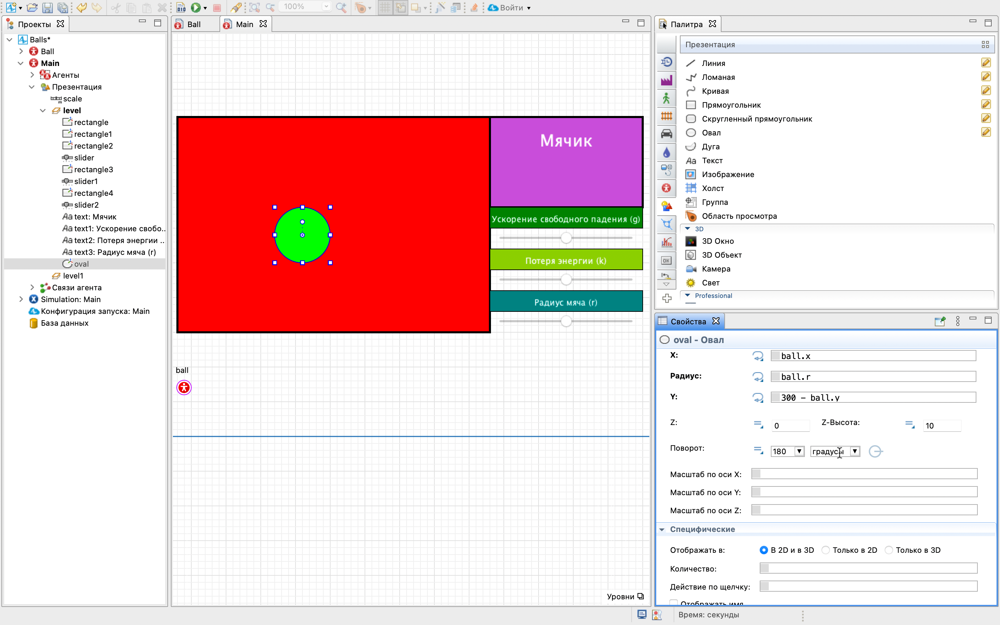 100%
Войти
Проекты
Balls*
Ball
Main
Агенты
Презентация
scale
level
rectangle
rectangle1
rectangle2
slider
rectangle3
slider1
rectangle4
slider2
Aa text: Мячик
Aa text1: Ускорение свобо..
Aa text2: Потеря энергии ..
Aa text3: Радиус мяча (r)
oval
level1
Связи агента
Simulation: Main
Конфигурация запуска: Main
База данных
Ball
Main
Мячик
Ускорение свободного падения (g)
Потеря энергии (k)
Радиус мяча (r)
ball
Уровни
Палитра
Презентация
Линия
Ломаная
Кривая
Прямоугольник
Скругленный прямоугольник
Овал
Дуга
Aa Текст
Изображение
Холст
Группа
Область просмотра
3D
3D Окно
3D Объект
Камера
Свет
Professional
OK
Свойства
oval - Овал
X: ball.x
Радиус: ball.r
Y: 300 - ball.y
Z: 0 Z-Высота: 10
Поворот: 180 градусы
Масштаб по оси X:
Масштаб по оси Y:
Масштаб по оси Z:
Специфические
Отображать в: В 2D и в 3D Только в 2D Только в 3D
Количество:
Действие по щелчку:
Отображать имя
Время: секунды